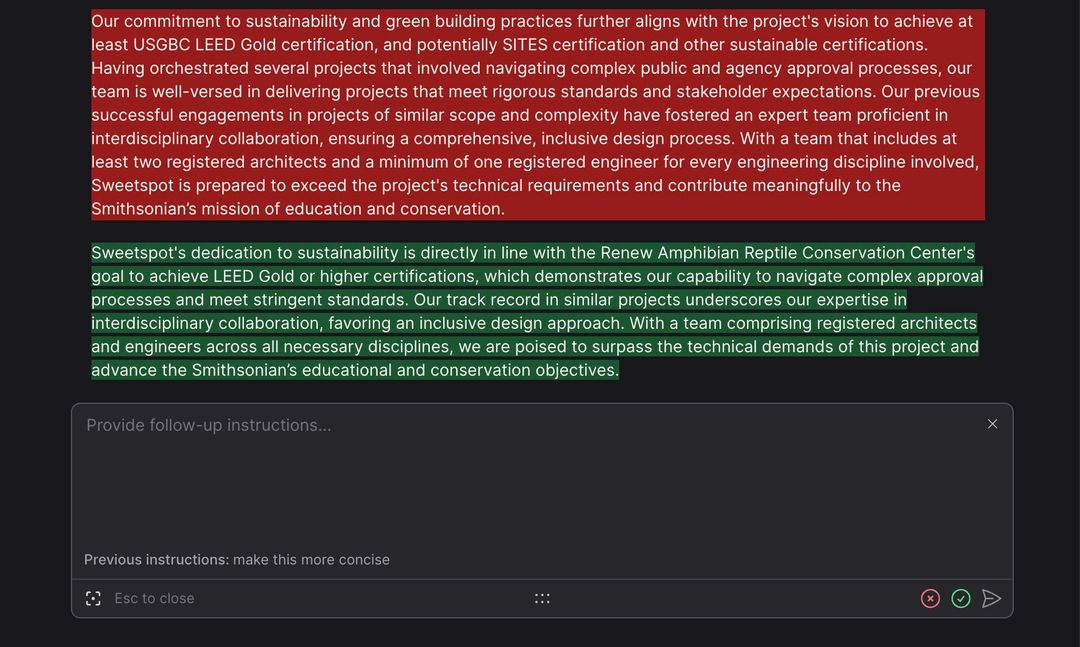 Our commitment to sustainability and green building practices further aligns with the project's vision to achieve at
least USGBC LEED Gold certification, and potentially SITES certification and other sustainable certifications.
Having orchestrated several projects that involved navigating complex public and agency approval processes, our
team is well-versed in delivering projects that meet rigorous standards and stakeholder expectations. Our previous
successful engagements in projects of similar scope and complexity have fostered an expert team proficient in
interdisciplinary collaboration, ensuring a comprehensive, inclusive design process. With a team that includes at
least two registered architects and a minimum of one registered engineer for every engineering discipline involved,
Sweetspot is prepared to exceed the project's technical requirements and contribute meaningfully to the
Smithsonian’s mission of education and conservation.
Sweetspot's dedication to sustainability is directly in line with the Renew Amphibian Reptile Conservation Center's
goal to achieve LEED Gold or higher certifications, which demonstrates our capability to navigate complex approval
processes and meet stringent standards. Our track record in similar projects underscores our expertise in
interdisciplinary collaboration, favoring an inclusive design approach. With a team comprising registered architects
and engineers across all necessary disciplines, we are poised to surpass the technical demands of this project and
advance the Smithsonian’s educational and conservation objectives.
Provide follow-up instructions...
Previous instructions: make this more concise
Esc to close